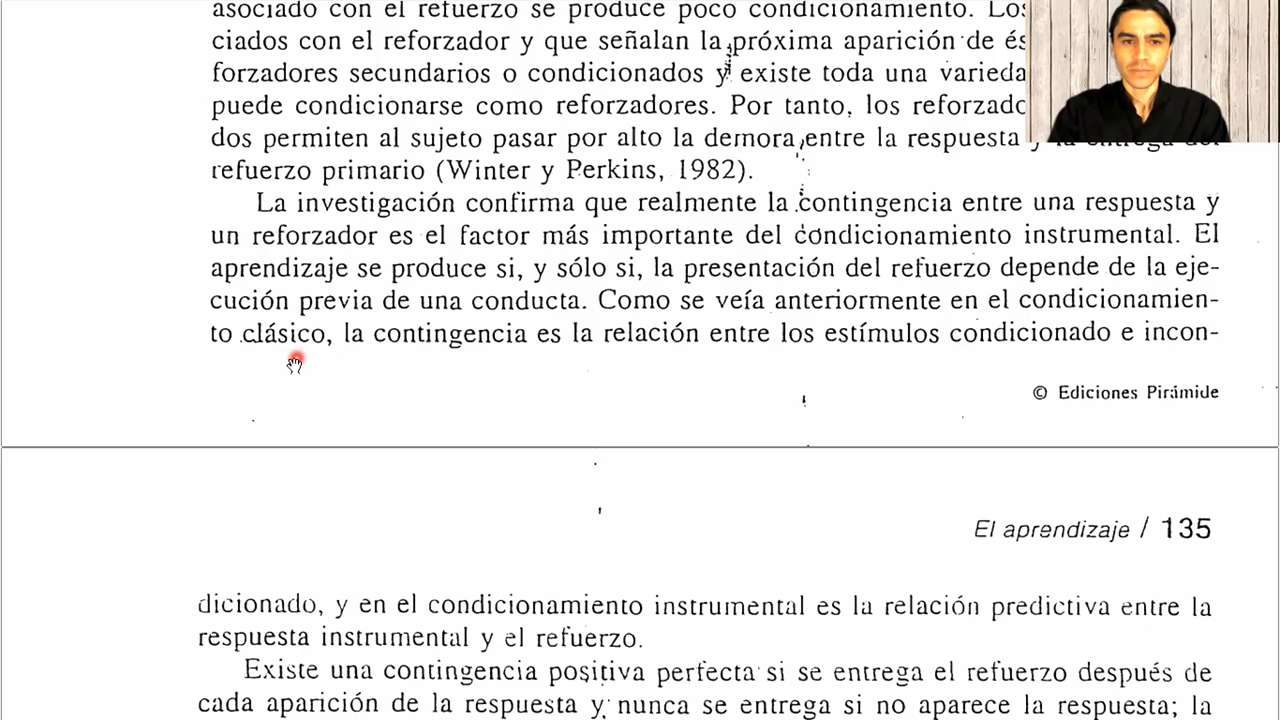 asociado con el refuerzo se produce poco condicionamiento. Los
ciados con el reforzador y que señalan la próxima aparición de és
forzadores secundarios o condicionados y existe toda una varieda
puede condicionarse como reforzadores. Por tanto, los reforzado
dos permiten al sujeto pasar por alto la demora entre la respuesta y la entrega del
refuerzo primario (Winter y Perkins, 1982).
La investigación confirma que realmente la contingencia entre una respuesta y
un reforzador es el factor más importante del condicionamiento instrumental. El
aprendizaje se produce si, y sólo si, la presentación del refuerzo depende de la eje-
cución previa de una conducta. Como se veía anteriormente en el condicionamien-
to clásico, la contingencia es la relación entre los estímulos condicionado e incon-
© Ediciones Pirámide
El aprendizaje / 135
dicionado, y en el condicionamiento instrumental es la relación predictiva entre la
respuesta instrumental y el refuerzo.
Existe una contingencia positiva perfecta si se entrega el refuerzo después de
cada aparición de la respuesta y nunca se entrega si no aparece la respuesta; la